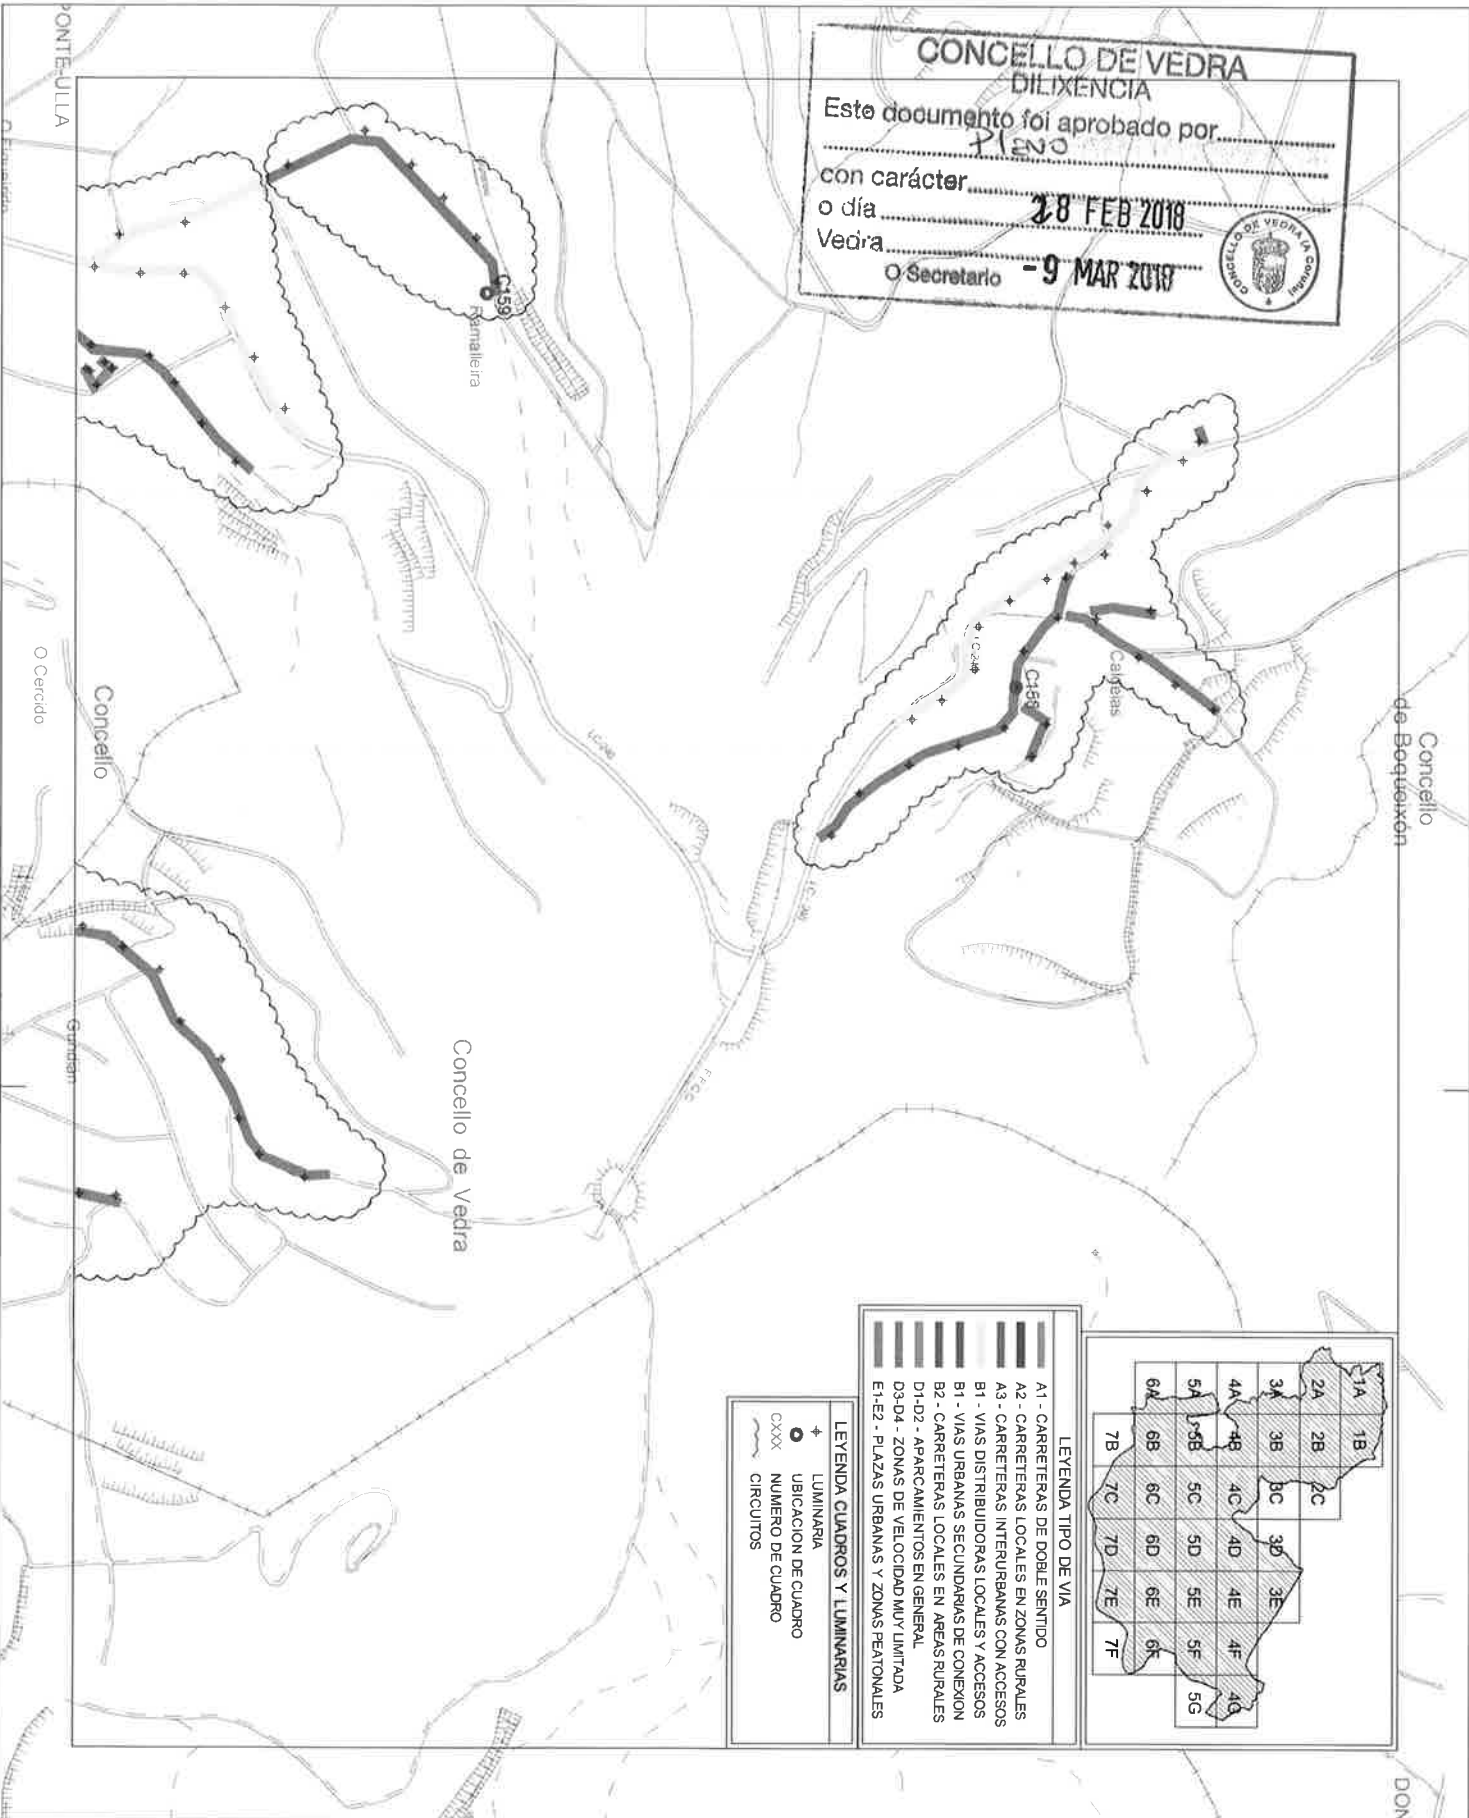 CONCELLO DE VEDRA
DILIXENCIA
Este documento foi aprobado por
PLENO
con carácter
o día 28 FEB 2018
Vedra
O Secretario -9 MAR 2018
CONCELLO DE VEDRA (A Coruña)
PONTE-ULLA
C159
Ramalleira
C158
Concello
de Boqueixón
O Cercido
Concello
Gundián
Concello de Vedra
FFCC
DON
1A 1B
2A 2B 2C
3A 3B 3C 3D 3E
4A 4B 4C 4D 4E 4F 4G
5A 5B 5C 5D 5E 5F 5G
6A 6B 6C 6D 6E 6F
7B 7C 7D 7E 7F
LEYENDA TIPO DE VIA
A1 - CARRETERAS DE DOBLE SENTIDO
A2 - CARRETERAS LOCALES EN ZONAS RURALES
A3 - CARRETERAS INTERURBANAS CON ACCESOS
B1 - VIAS DISTRIBUIDORAS LOCALES Y ACCESOS
B1 - VIAS URBANAS SECUNDARIAS DE CONEXION
B2 - CARRETERAS LOCALES EN AREAS RURALES
D1-D2 - APARCAMIENTOS EN GENERAL
D3-D4 - ZONAS DE VELOCIDAD MUY LIMITADA
E1-E2 - PLAZAS URBANAS Y ZONAS PEATONALES
LEYENDA CUADROS Y LUMINARIAS
LUMINARIA
UBICACION DE CUADRO
CXXX NUMERO DE CUADRO
CIRCUITOS